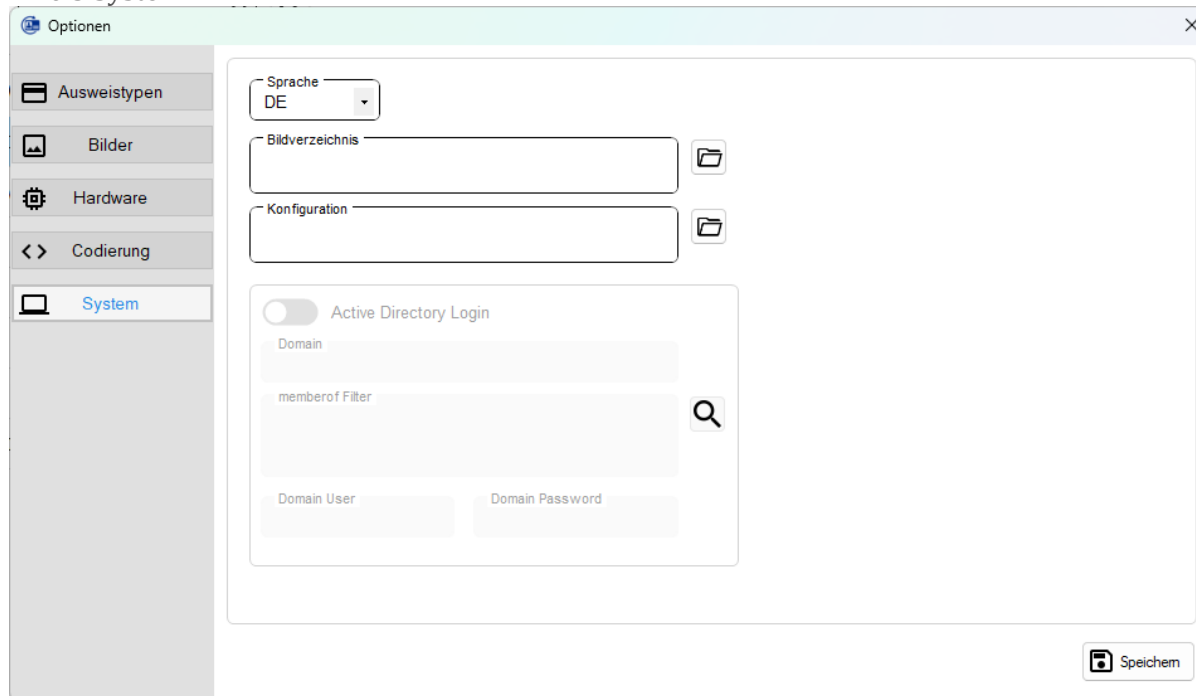 Optionen
Ausweistypen
Bilder
Hardware
Codierung
System
Sprache
DE
Bildverzeichnis
Konfiguration
Active Directory Login
Domain
memberof Filter
Domain User
Domain Password
Speichern